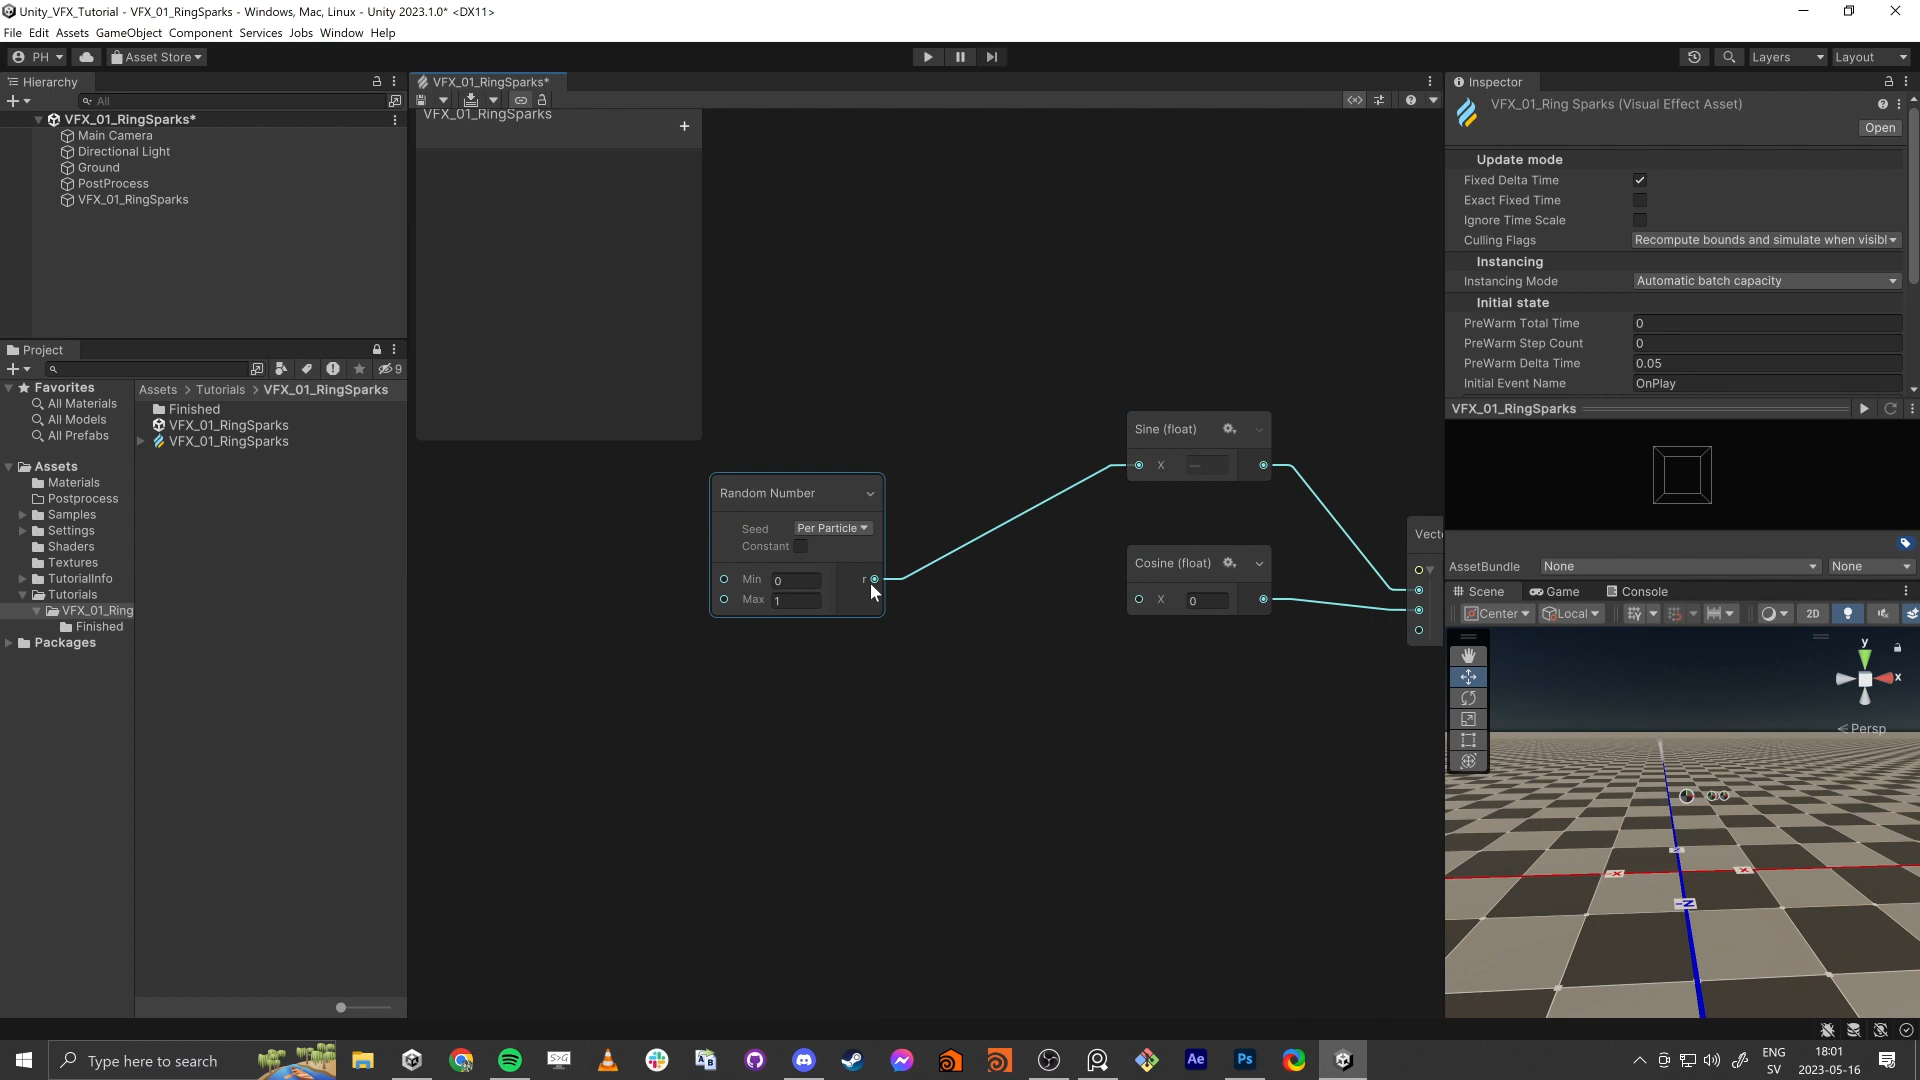 Unity_VFX_Tutorial - VFX_01_RingSparks - Windows, Mac, Linux - Unity 2023.1.0* <DX11>
File Edit Assets GameObject Component Services Jobs Window Help
PH
Asset Store
Layers
Layout
Hierarchy
All
VFX_01_RingSparks*
Main Camera
Directional Light
Ground
PostProcess
VFX_01_RingSparks
Project
9
Favorites
All Materials
All Models
All Prefabs
Assets
Materials
Postprocess
Samples
Settings
Shaders
Textures
TutorialInfo
Tutorials
VFX_01_Ring
Finished
Packages
Assets > Tutorials > VFX_01_RingSparks
Finished
VFX_01_RingSparks
VFX_01_RingSparks
VFX_01_RingSparks*
VFX_01_RingSparks
+
Random Number
Seed Per Particle
Constant
Min 0 r
Max 1
Sine (float)
X —
Cosine (float)
X 0
Vect
Inspector
VFX_01_Ring Sparks (Visual Effect Asset)
Open
Update mode
Fixed Delta Time
Exact Fixed Time
Ignore Time Scale
Culling Flags Recompute bounds and simulate when visibl
Instancing
Instancing Mode Automatic batch capacity
Initial state
PreWarm Total Time 0
PreWarm Step Count 0
PreWarm Delta Time 0.05
Initial Event Name OnPlay
VFX_01_RingSparks
AssetBundle None None
Scene Game Console
Center Local 2D
y
x
Persp
-X X
Z
Type here to search
S>G
Ae
Ps
ENG
SV
18:01
2023-05-16